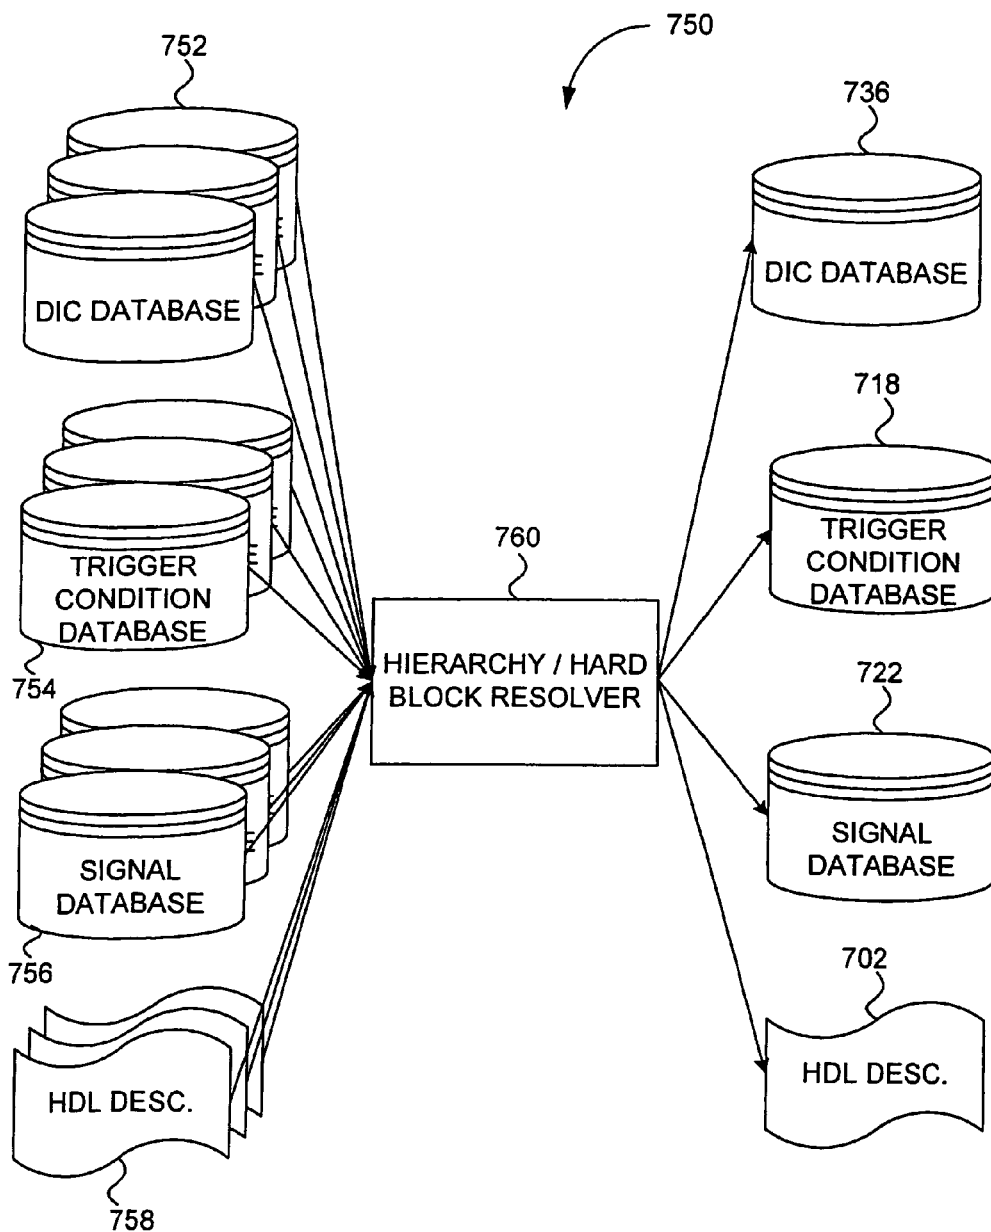 750
752
736
DIC DATABASE
DIC DATABASE
718
TRIGGER
CONDITION
DATABASE
754
760
HIERARCHY / HARD
BLOCK RESOLVER
TRIGGER
CONDITION
DATABASE
722
SIGNAL
DATABASE
756
SIGNAL
DATABASE
702
HDL DESC.
758
HDL DESC.